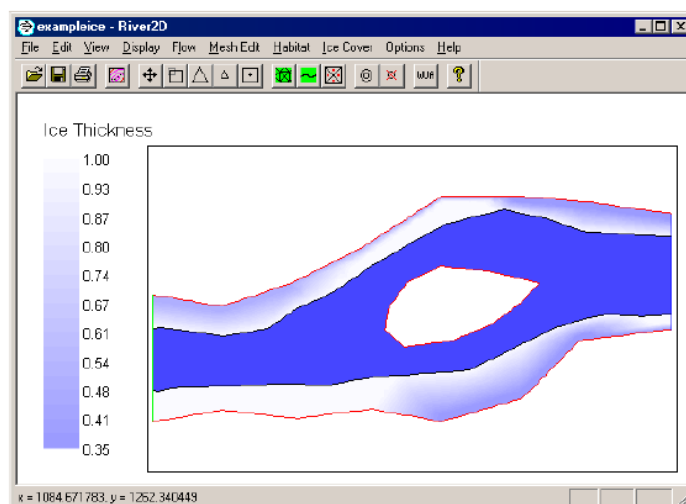 exampleice - River2D
File Edit View Display Flow Mesh Edit Habitat Ice Cover Options Help
WUA ?
Ice Thickness
1.00
0.93
0.87
0.80
0.74
0.67
0.61
0.54
0.48
0.41
0.35
x = 1084.671783, y = 1262.340449